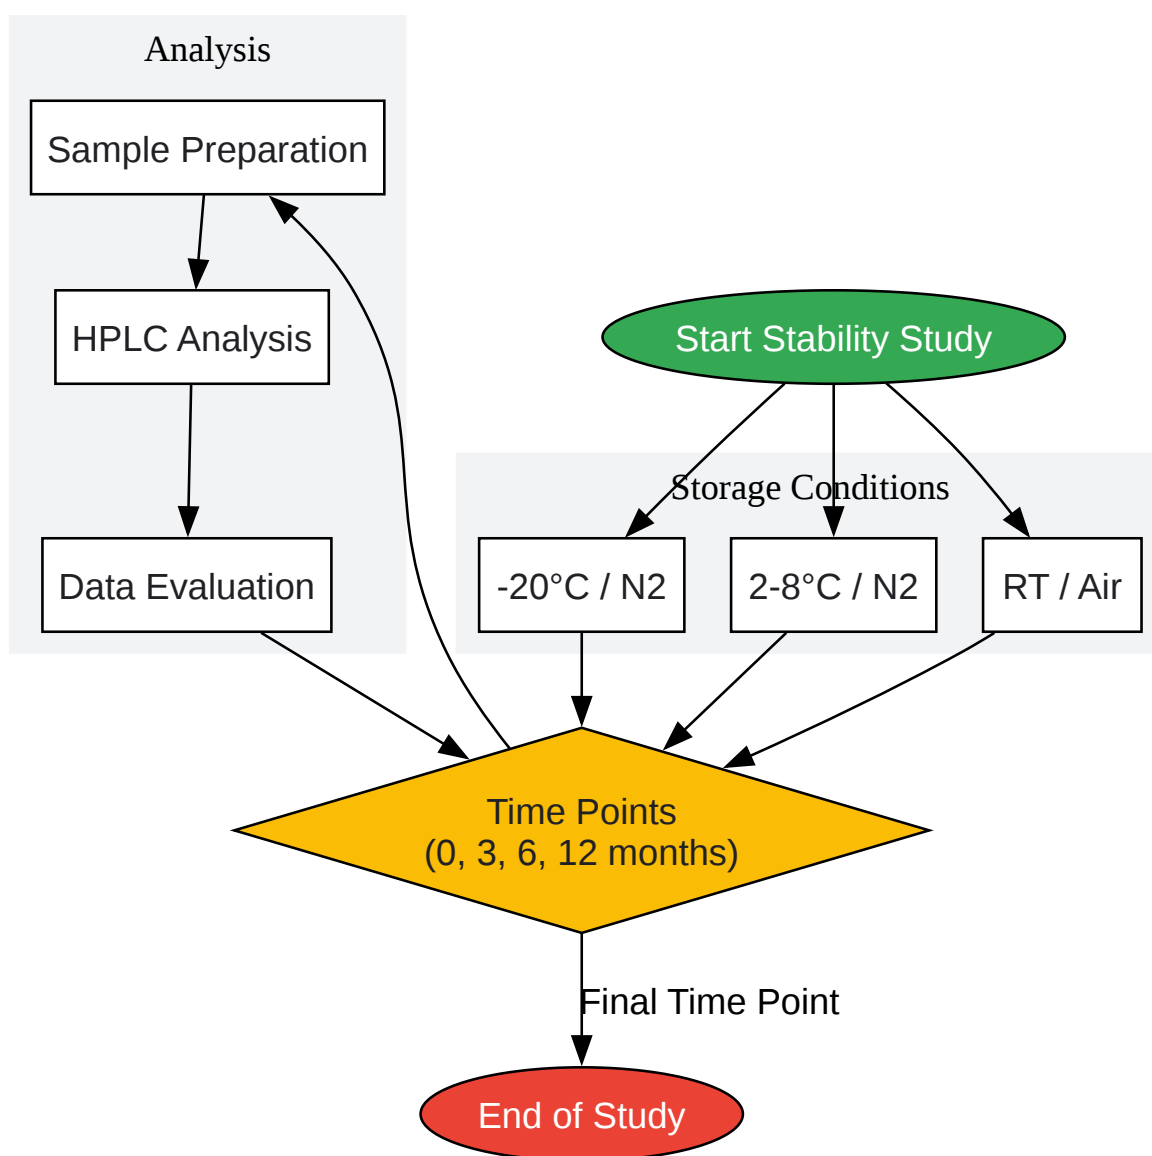 Analysis
Sample Preparation
HPLC Analysis
Start Stability Study
Storage Conditions
Data Evaluation
-20°C / N2
2-8°C / N2
RT / Air
Time Points
(0, 3, 6, 12 months)
Final Time Point
End of Study